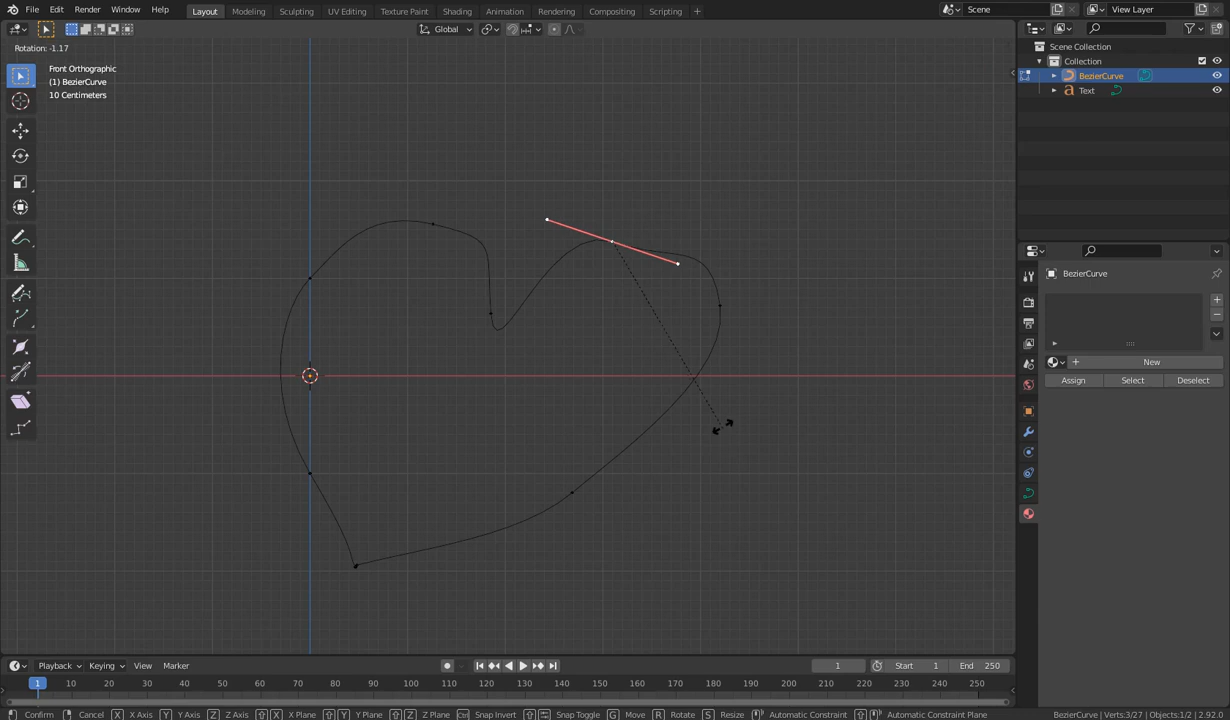 File Edit Render Window Help Layout Modeling Sculpting UV Editing Texture Paint Shading Animation Rendering Compositing Scripting + Scene View Layer
Global
Rotation: -1.17
Scene Collection
Front Orthographic
Collection
(1) BezierCurve
BezierCurve
10 Centimeters
Text
BezierCurve
New
Assign Select Deselect
Playback Keying View Marker 1 Start 1 End 250
1 10 20 30 40 50 60 70 80 90 100 110 120 130 140 150 160 170 180 190 200 210 220 230 240 250
Confirm Cancel X X Axis Y Y Axis Z Z Axis X X Plane Y Y Plane Z Z Plane Ctrl Snap Invert Snap Toggle G Move R Rotate S Resize Automatic Constraint Automatic Constraint Plane BezierCurve | Verts:3/27 | Objects:1/2 | 2.92.0